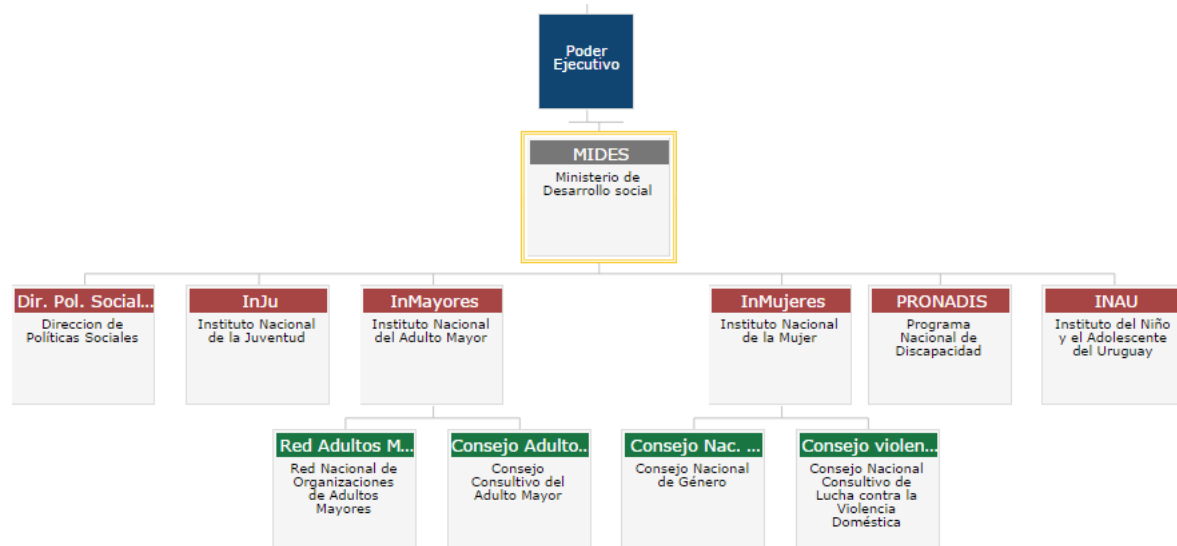 Poder
Ejecutivo
MIDES
Ministerio de
Desarrollo social
Dir. Pol. Social...
Direccion de
Políticas Sociales
InJu
Instituto Nacional
de la Juventud
InMayores
Instituto Nacional
del Adulto Mayor
InMujeres
Instituto Nacional
de la Mujer
PRONADIS
Programa
Nacional de
Discapacidad
INAU
Instituto del Niño
y el Adolescente
del Uruguay
Red Adultos M...
Red Nacional de
Organizaciones
de Adultos
Mayores
Consejo Adulto...
Consejo
Consultivo del
Adulto Mayor
Consejo Nac. ...
Consejo Nacional
de Género
Consejo violen...
Consejo Nacional
Consultivo de
Lucha contra la
Violencia
Doméstica